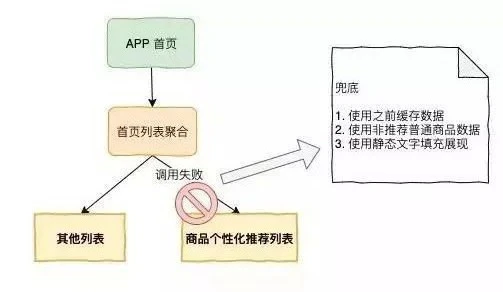 APP 首页
首页列表聚合
调用失败
其他列表
商品个性化推荐列表
兜底
1. 使用之前缓存数据
2. 使用非推荐普通商品数据
3. 使用静态文字填充展现